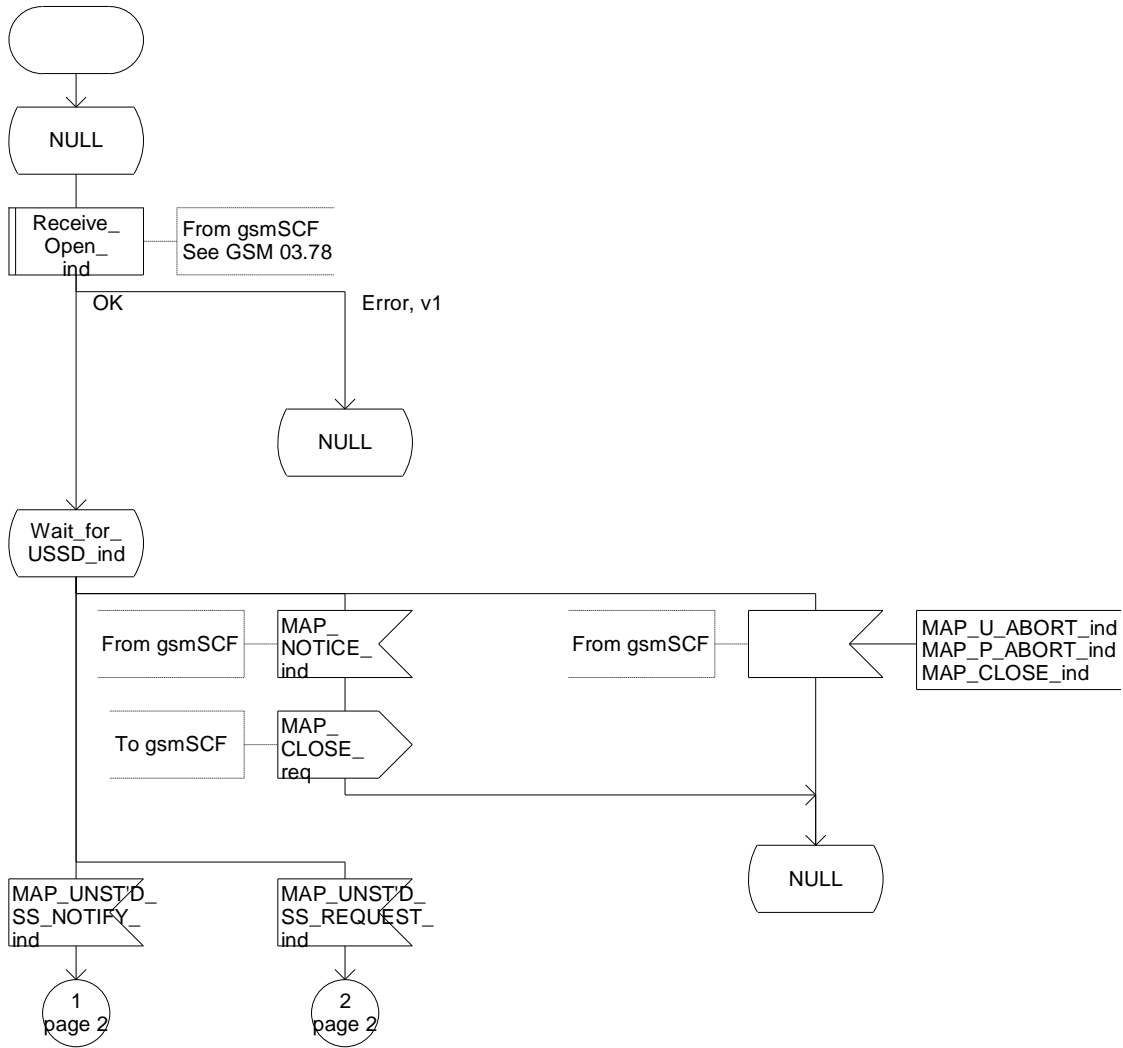 NULL
Receive_
Open_
ind
From gsmSCF
See GSM 03.78
OK
Error, v1
NULL
Wait_for_
USSD_ind
From gsmSCF
MAP_
NOTICE_
ind
From gsmSCF
MAP_U_ABORT_ind
MAP_P_ABORT_ind
MAP_CLOSE_ind
To gsmSCF
MAP_
CLOSE_
req
NULL
MAP_UNST'D_
SS_NOTIFY_
ind
MAP_UNST'D_
SS_REQUEST_
ind
1
page 2
2
page 2